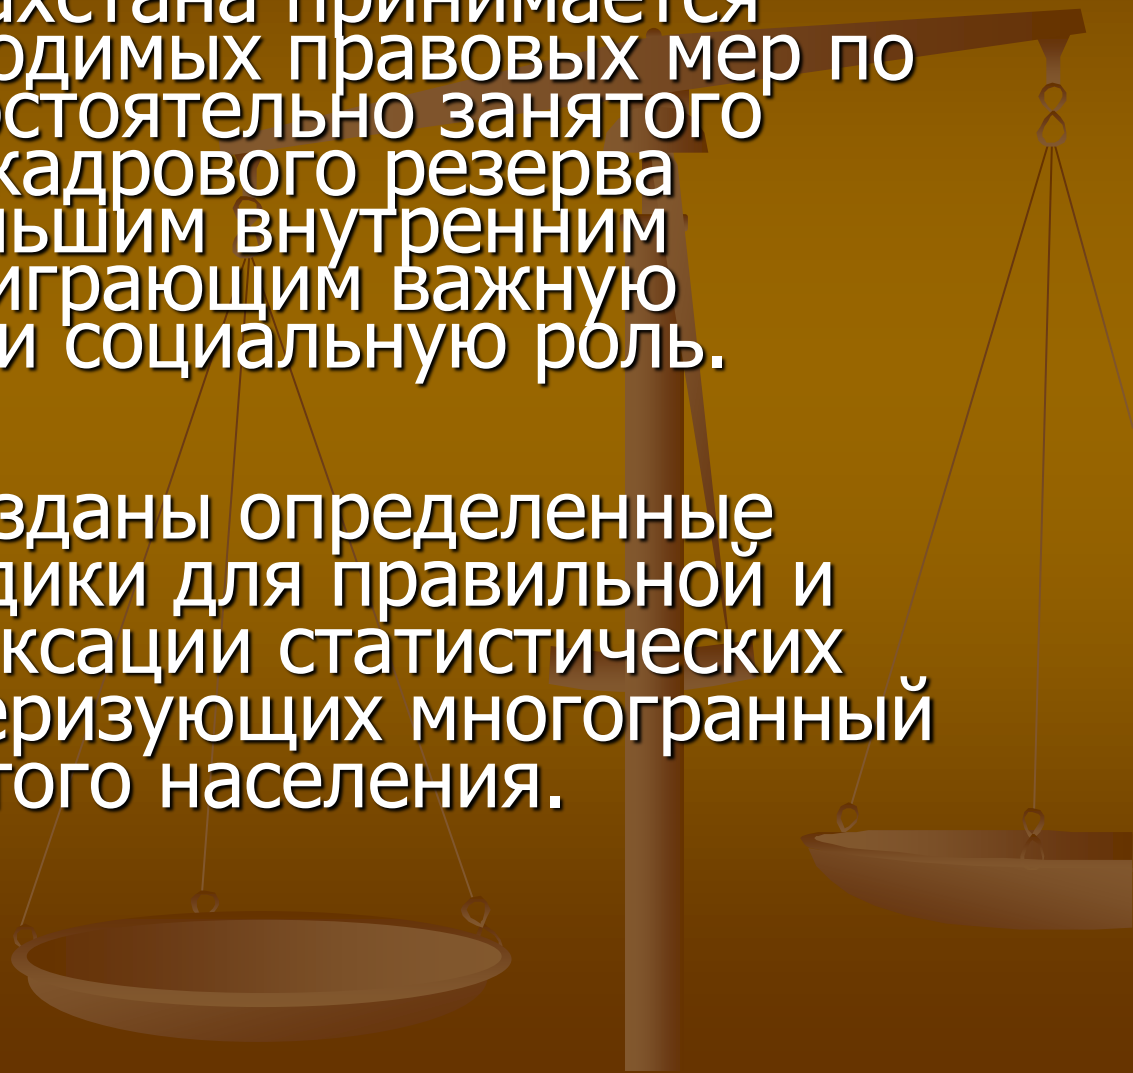 ахстана принимается
одимых правовых мер по
остоятельно занятого
кадрового резерва
льшим внутренним
играющим важную
и социальную роль.
зданы определенные
дики для правильной и
ксации статистических
еризующих многогранный
того населения.